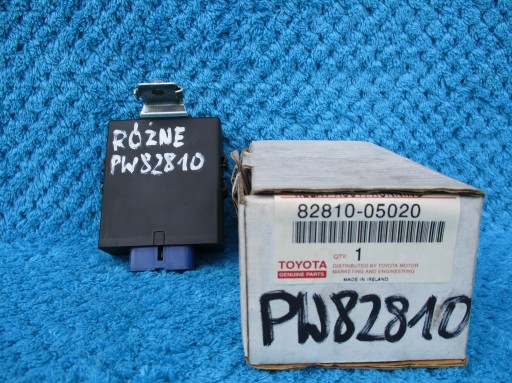 RÓŻNE
PW82810
82810-05020
TOYOTA
GENUINE PARTS
QTY.
1
DISTRIBUTED BY TOYOTA MOTOR
MARKETING AND ENGINEERING
MADE IN IRELAND
PW82810